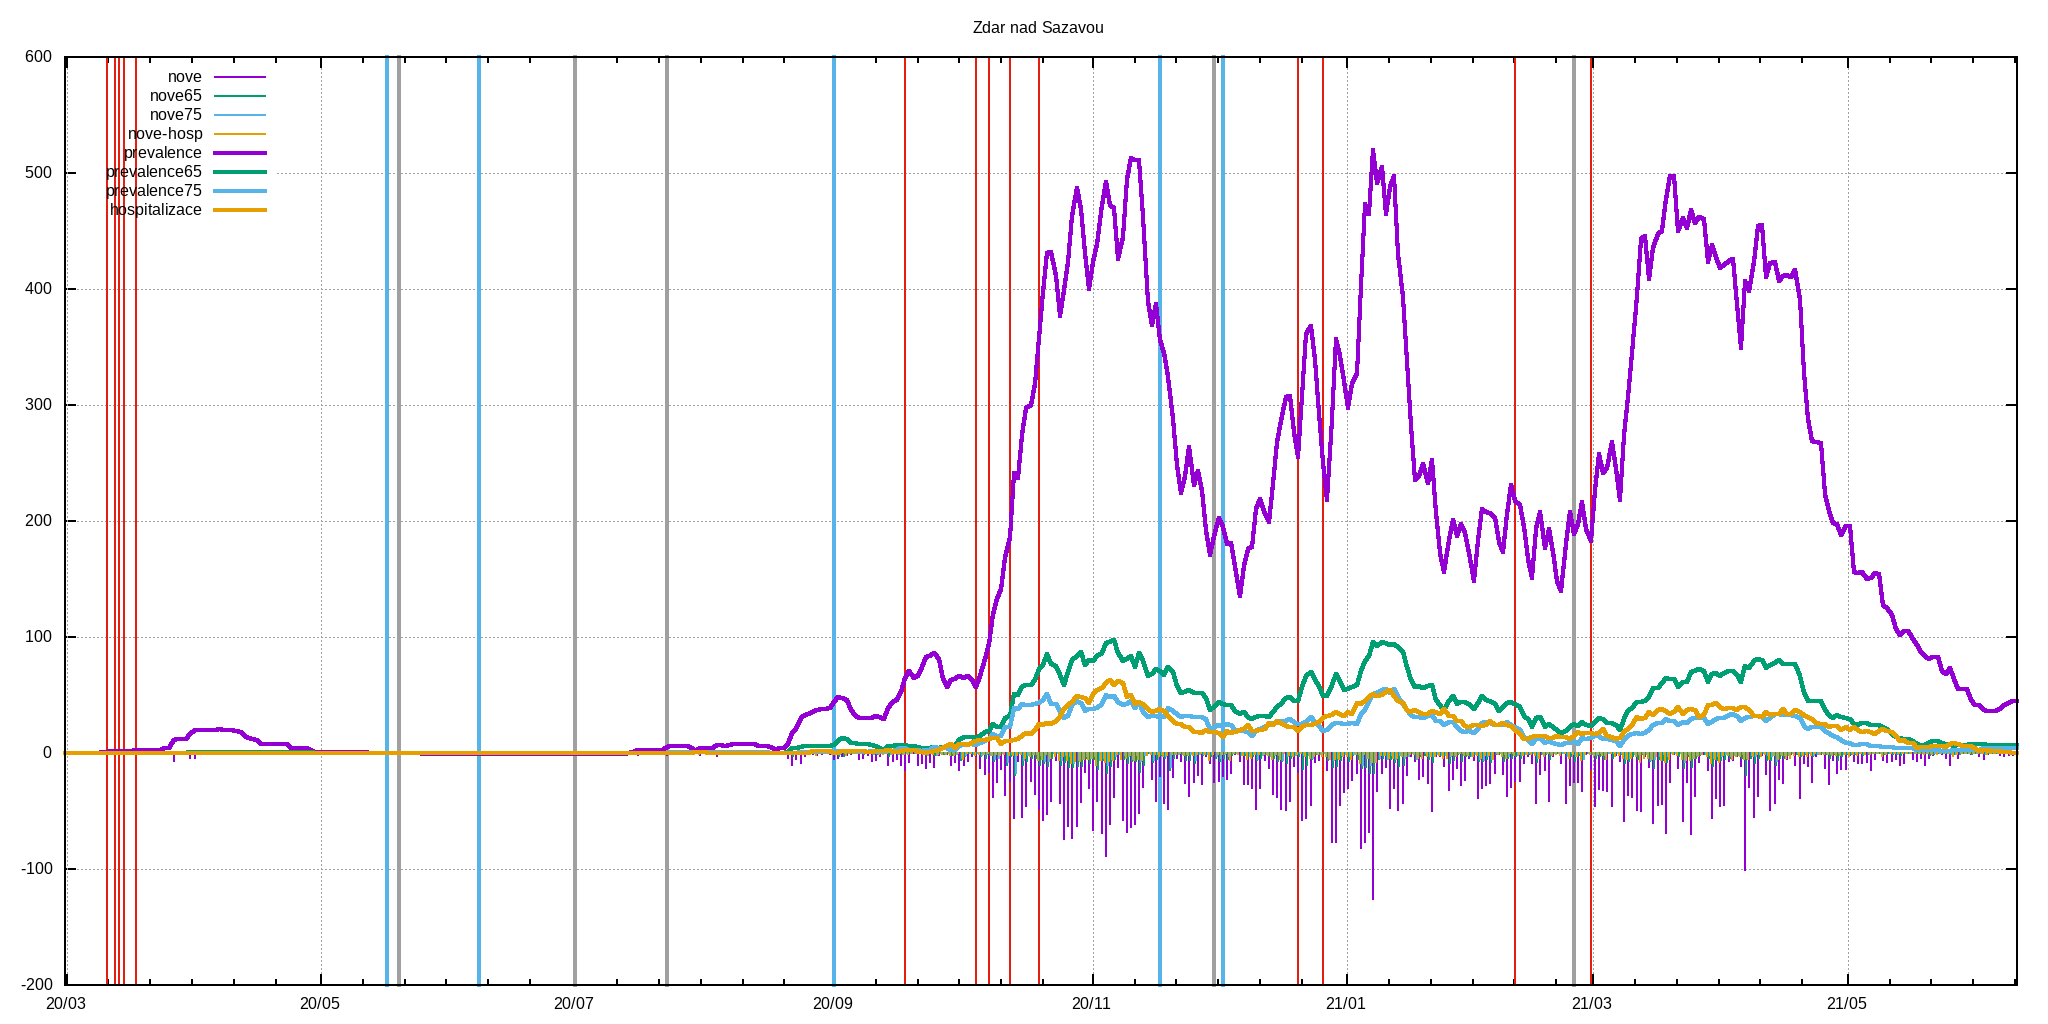 Zdar nad Sazavou
600
500
400
300
200
100
0
-100
-200
nove
nove65
nove75
nove-hosp
prevalence
prevalence65
prevalence75
hospitalizace
20/03
20/05
20/07
20/09
20/11
21/01
21/03
21/05